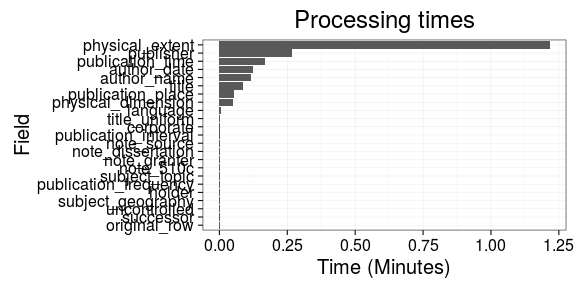 Processing times
physical_extent
publisher
publication_time
author_date
author_name
title
publication_place
physical_dimension
language
title_uniform
corporate
publication_interval
note_source
note_dissertation
note_granter
note_510c
subject_topic
publication_frequency
holder
subject_geography
uncontrolled
successor
original_row
Field
0.00 0.25 0.50 0.75 1.00 1.25
Time (Minutes)